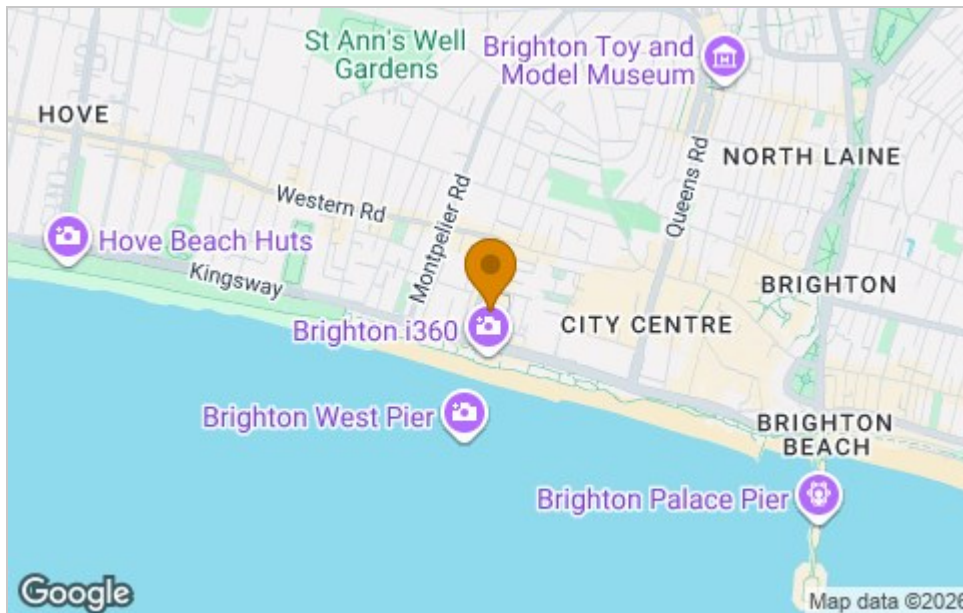 St Ann's Well
Gardens
Brighton Toy and
Model Museum
HOVE
NORTH LAINE
Queens Rd
Western Rd
Montpelier Rd
Hove Beach Huts
Kingsway
BRIGHTON
Brighton i360
CITY CENTRE
Brighton West Pier
BRIGHTON
BEACH
Brighton Palace Pier
Google
Map data ©2026